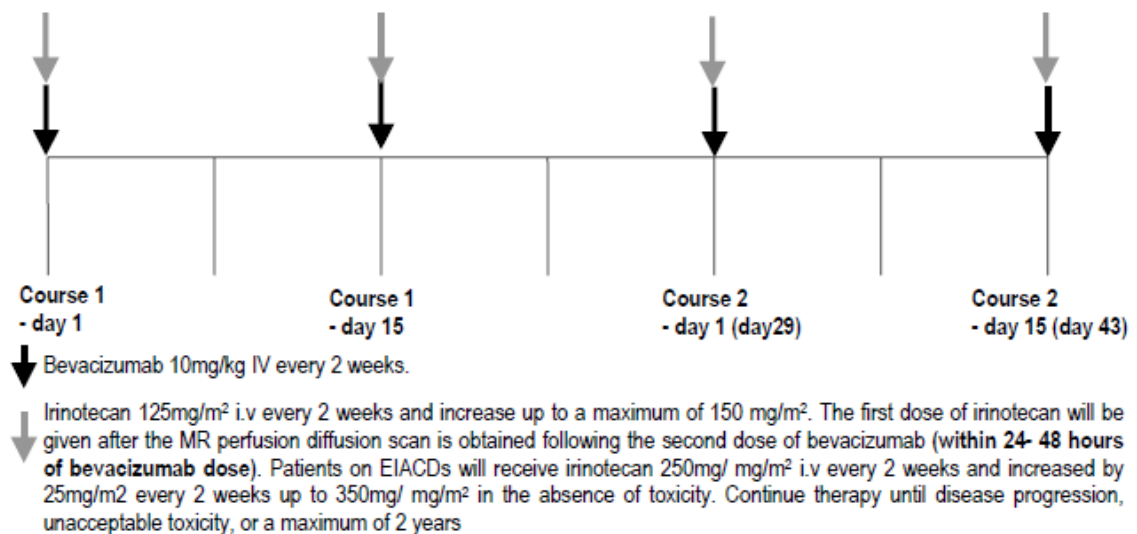 Course 1
- day 1
Course 1
- day 15
Course 2
- day 1 (day29)
Course 2
- day 15 (day 43)
Bevacizumab 10mg/kg IV every 2 weeks.
Irinotecan 125mg/m² i.v every 2 weeks and increase up to a maximum of 150 mg/m². The first dose of irinotecan will be
given after the MR perfusion diffusion scan is obtained following the second dose of bevacizumab (within 24- 48 hours
of bevacizumab dose). Patients on EIACDs will receive irinotecan 250mg/ mg/m² i.v every 2 weeks and increased by
25mg/m2 every 2 weeks up to 350mg/ mg/m² in the absence of toxicity. Continue therapy until disease progression,
unacceptable toxicity, or a maximum of 2 years